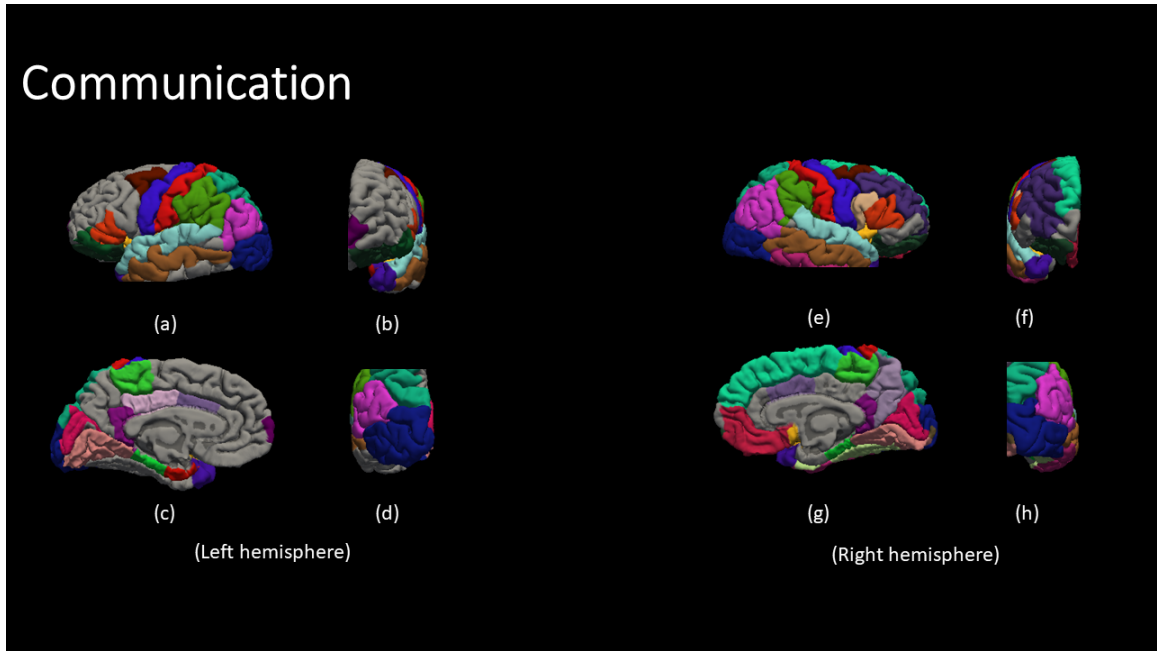 Communication
(a)
(b)
(e)
(f)
(c)
(d)
(g)
(h)
(Left hemisphere)
(Right hemisphere)